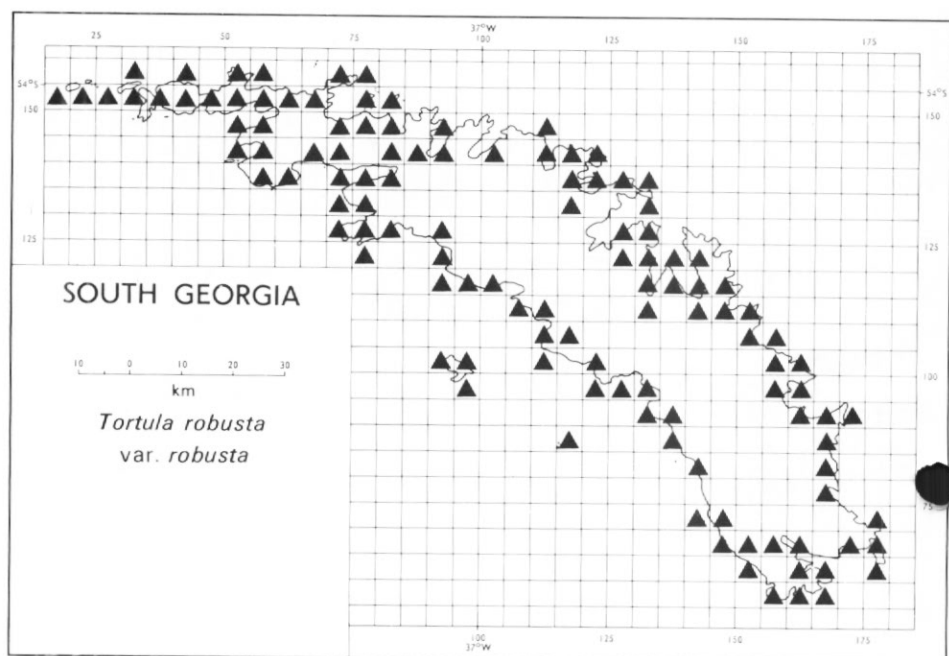 37°W
25 50 75 100 125 150 175
54°S 54°S
150 150
125 125
SOUTH GEORGIA
10 0 10 20 30
km
100
Tortula robusta
var. robusta
75
100 125 150 175
37°W